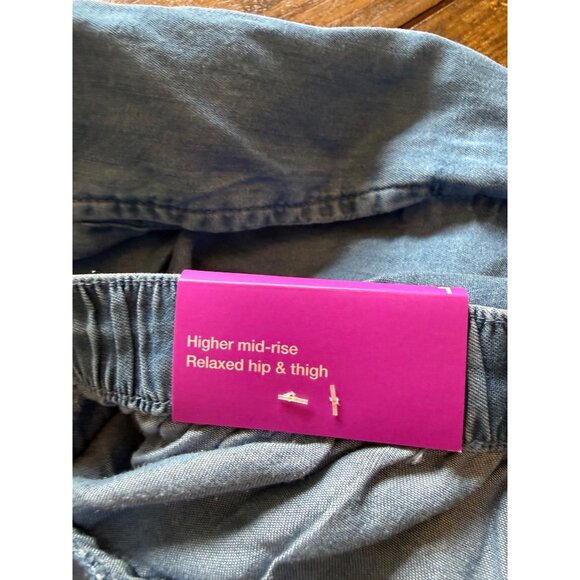 Higher mid-rise
Relaxed hip & thigh